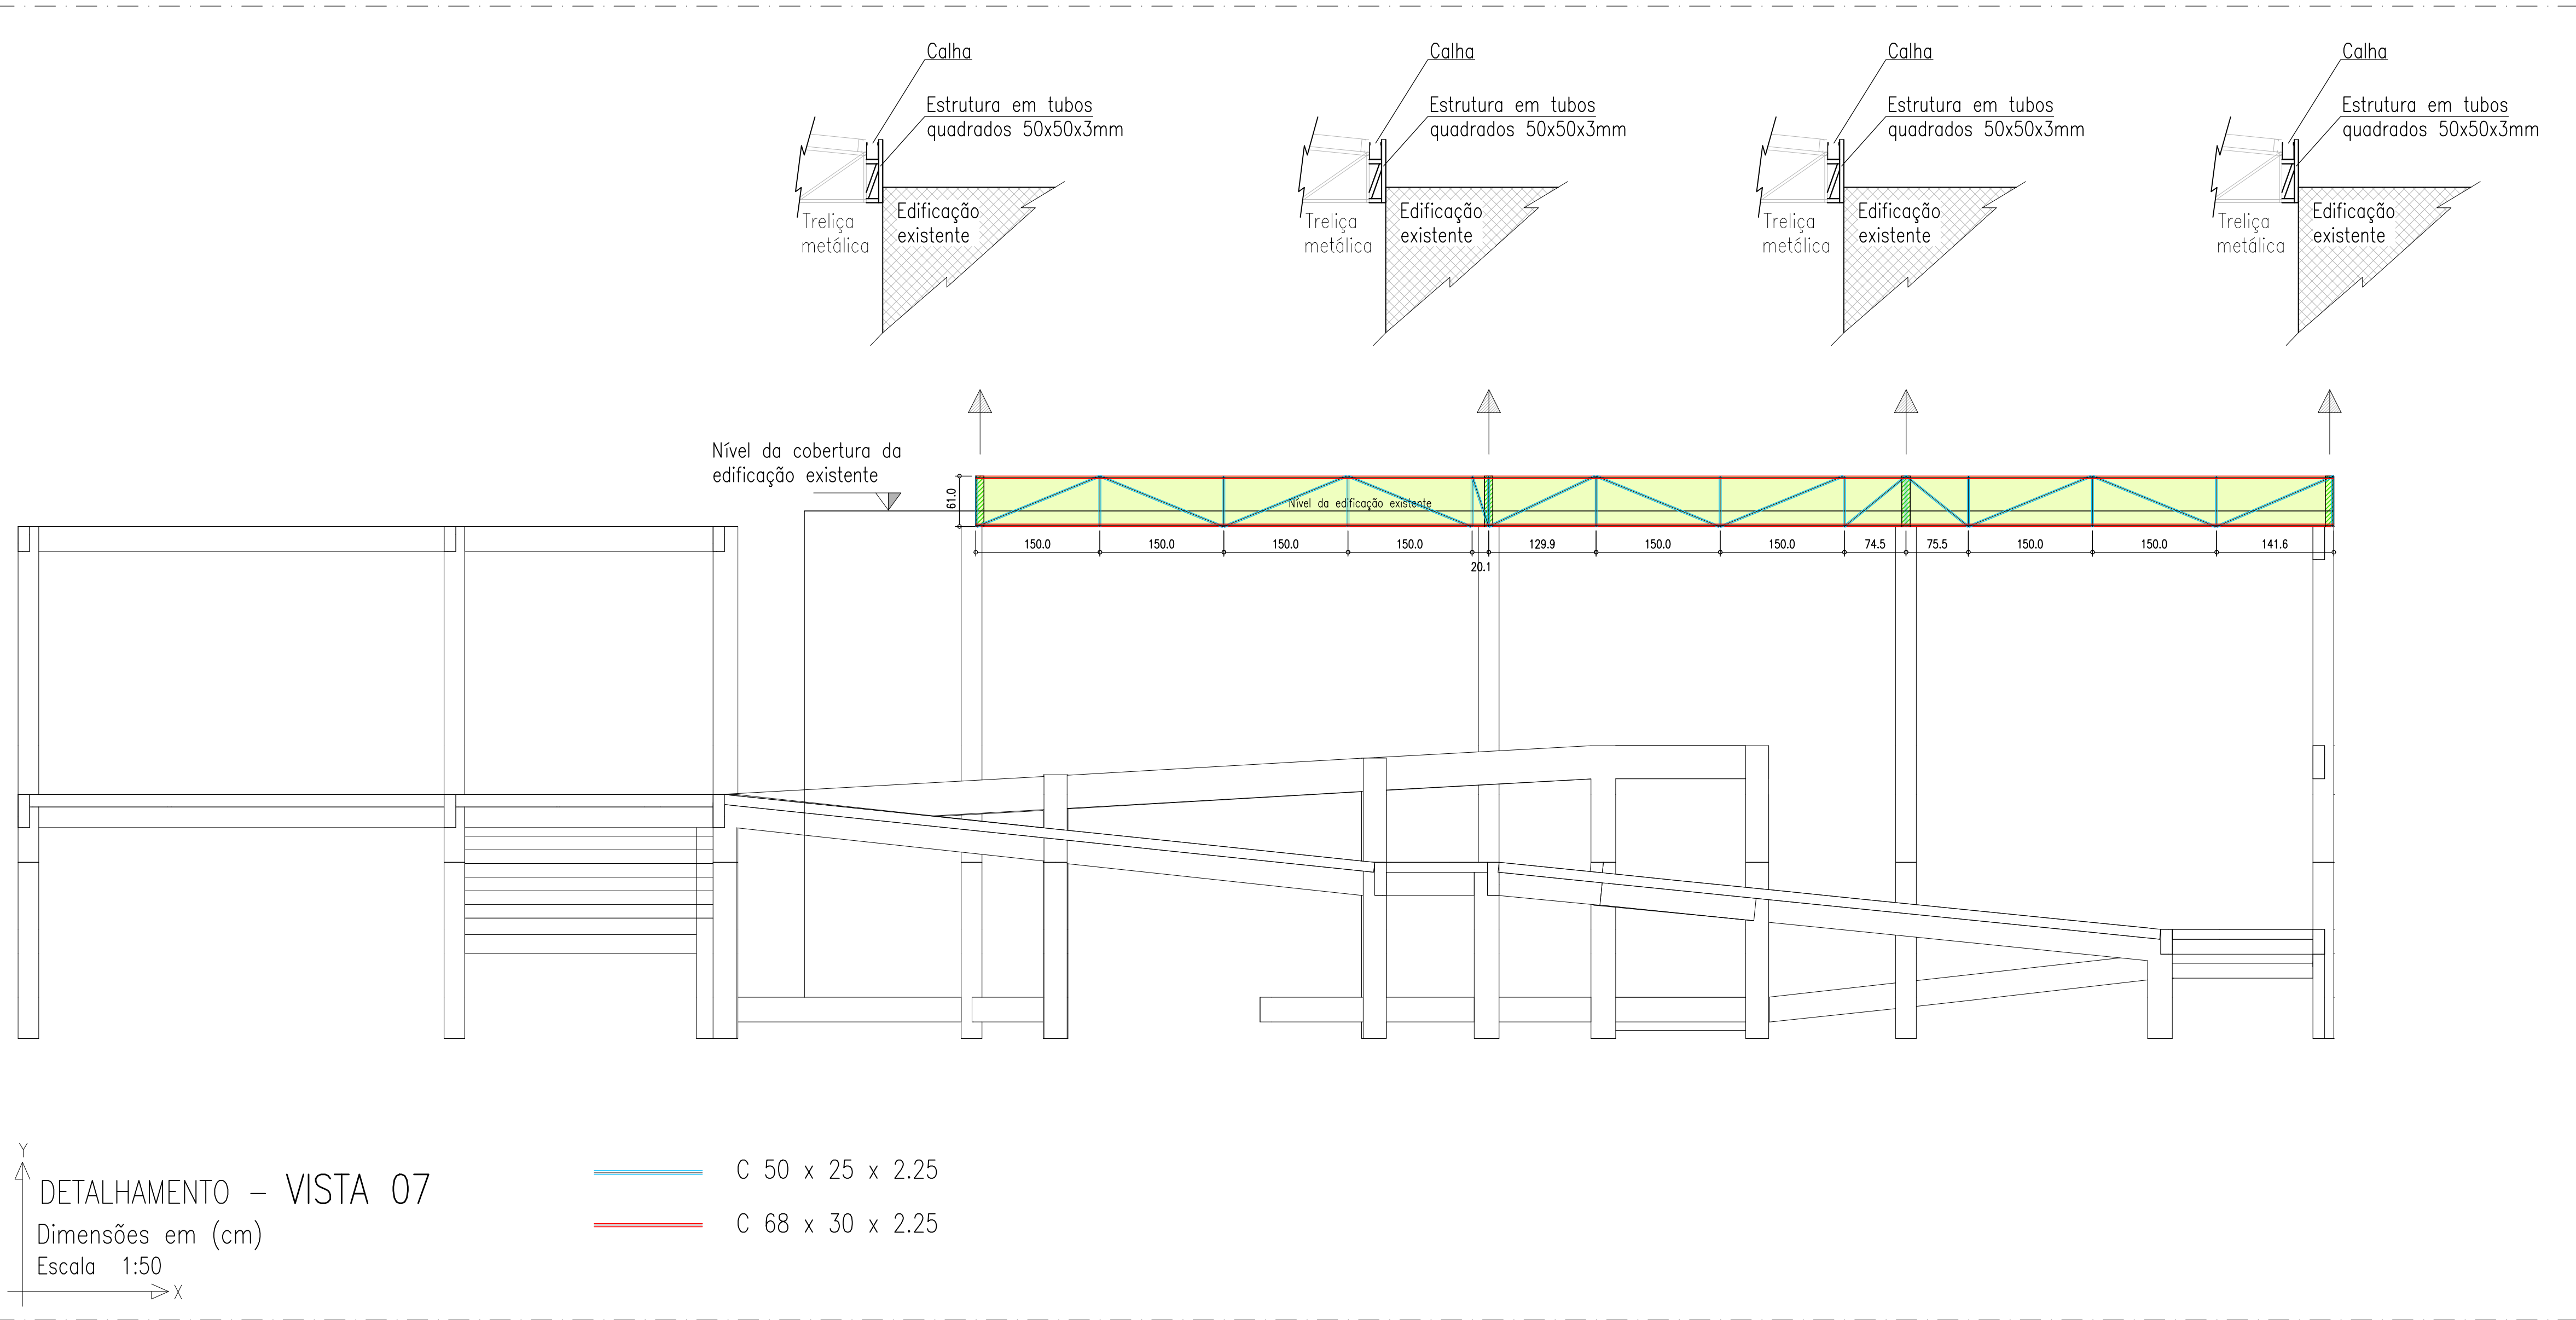 Calha
Estrutura em tubos
quadrados 50x50x3mm
Edificação
existente
Treliça
metálica
Calha
Estrutura em tubos
quadrados 50x50x3mm
Edificação
existente
Treliça
metálica
Calha
Estrutura em tubos
quadrados 50x50x3mm
Edificação
existente
Treliça
metálica
Calha
Estrutura em tubos
quadrados 50x50x3mm
Edificação
existente
Treliça
metálica
Nível da cobertura da
edificação existente
61.0
Nível da edificação existente
150.0 150.0 150.0 150.0 129.9 150.0 150.0 74.5 75.5 150.0 150.0 141.6
20.1
Y
DETALHAMENTO – VISTA 07
Dimensões em (cm)
Escala 1:50
X
C 50 x 25 x 2.25
C 68 x 30 x 2.25